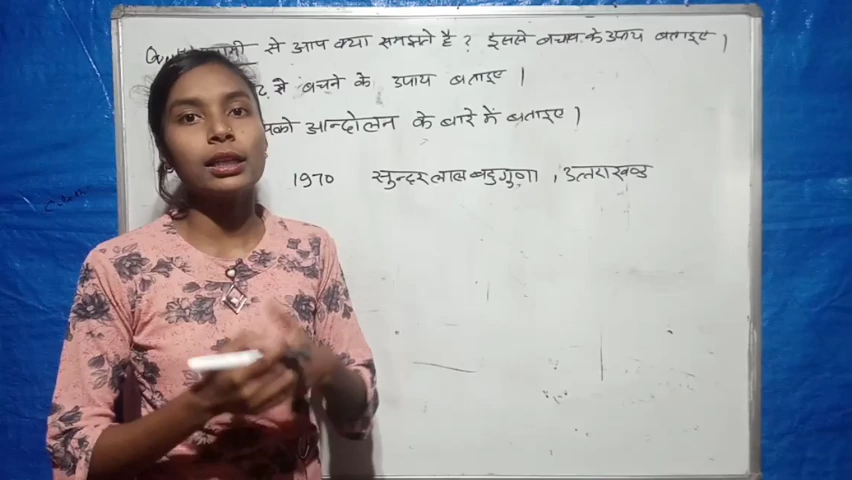 से आप क्या समझते है ? इससे बचाव के उपाय बताइए ।
से बचने के उपाय बताइए ।
पको आन्दोलन के बारे में बताइए ।
1970 सुन्दरलाल बहुगुणा , उत्तराखण्ड